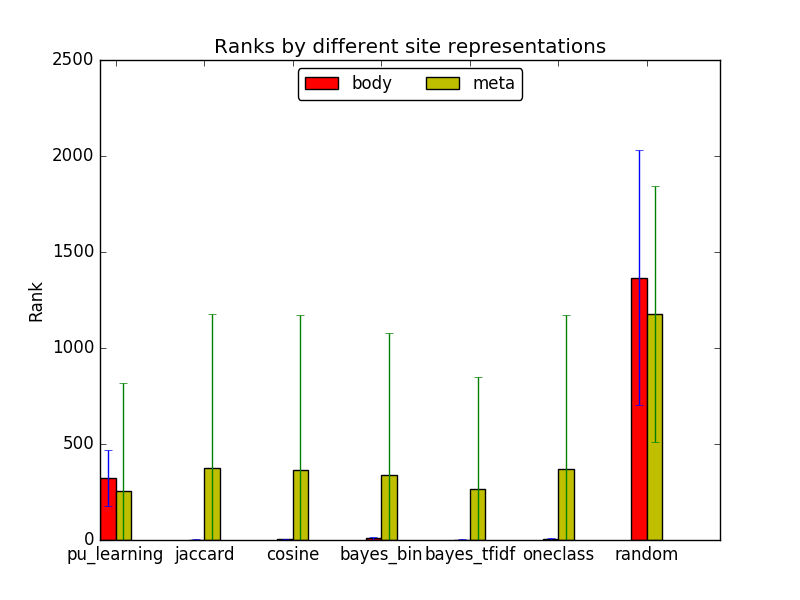 Ranks by different site representations
body meta
2500
2000
1500
1000
500
0
Rank
pu_learning jaccard cosine bayes_bin bayes_tfidf oneclass random